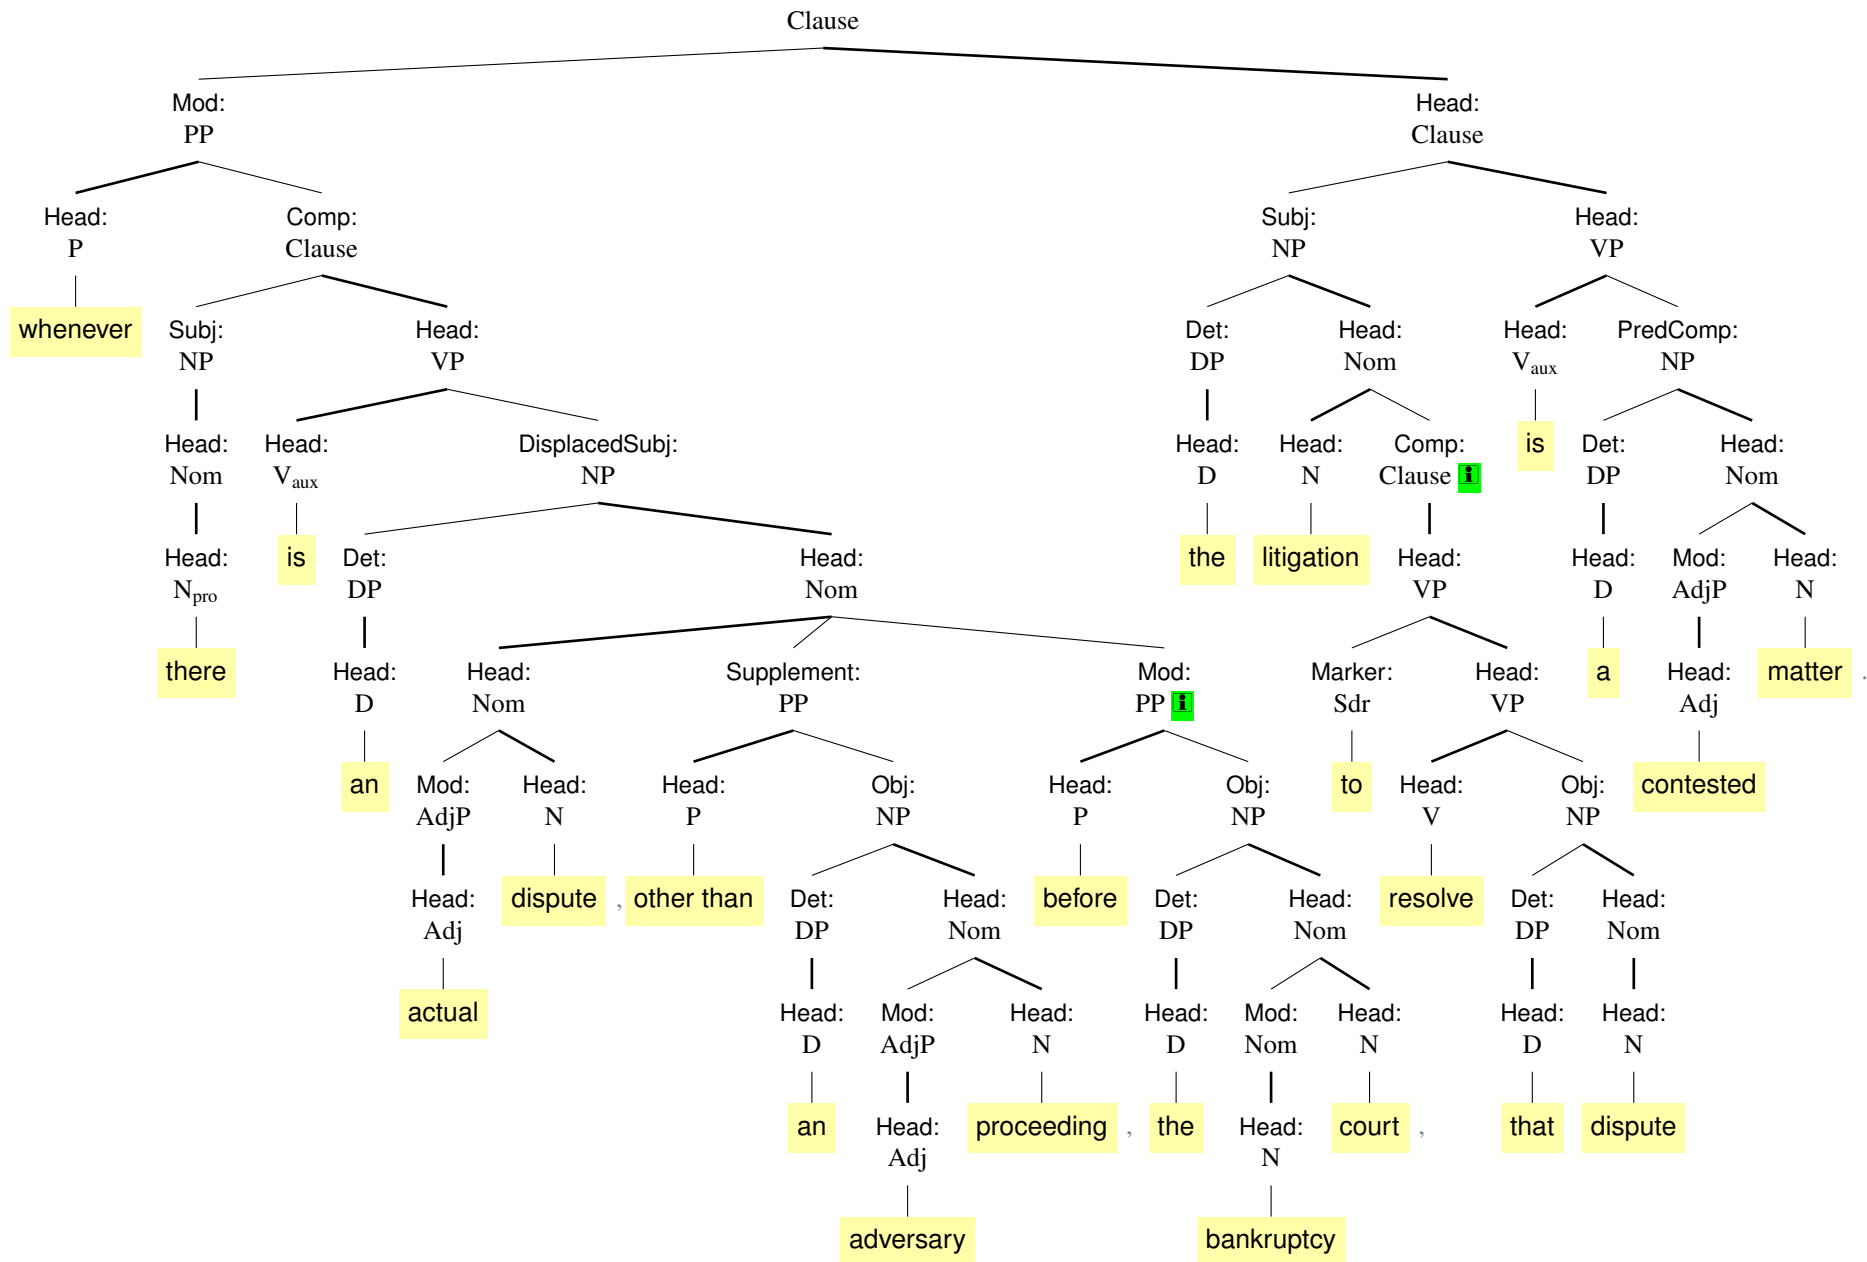 Clause
Mod: Head:
PP Clause
Head: Comp: Subj: Head:
P Clause NP VP
whenever Subj: Head: Det: Head: Head: PredComp:
NP VP DP Nom Vaux NP
Head: Head: DisplacedSubj: Head: Head: Comp: is Det: Head:
Nom Vaux NP D N Clause i DP Nom
Head: is Det: Head: the litigation Head: Head: Mod: Head:
Npro DP Nom VP D AdjP N
there Head: Head: Supplement: Mod: Marker: Head: a Head: matter .
D Nom PP PP i Sdr VP Adj
an Mod: Head: Head: Obj: Head: Obj: to Head: Obj: contested
AdjP N P NP P NP V NP
Head: dispute , other than Det: Head: before Det: Head: resolve Det: Head:
Adj DP Nom DP Nom DP Nom
actual Head: Mod: Head: Head: Mod: Head: Head: Head:
D AdjP N D Nom N D N
an Head: proceeding , the Head: court , that dispute
Adj N
adversary bankruptcy